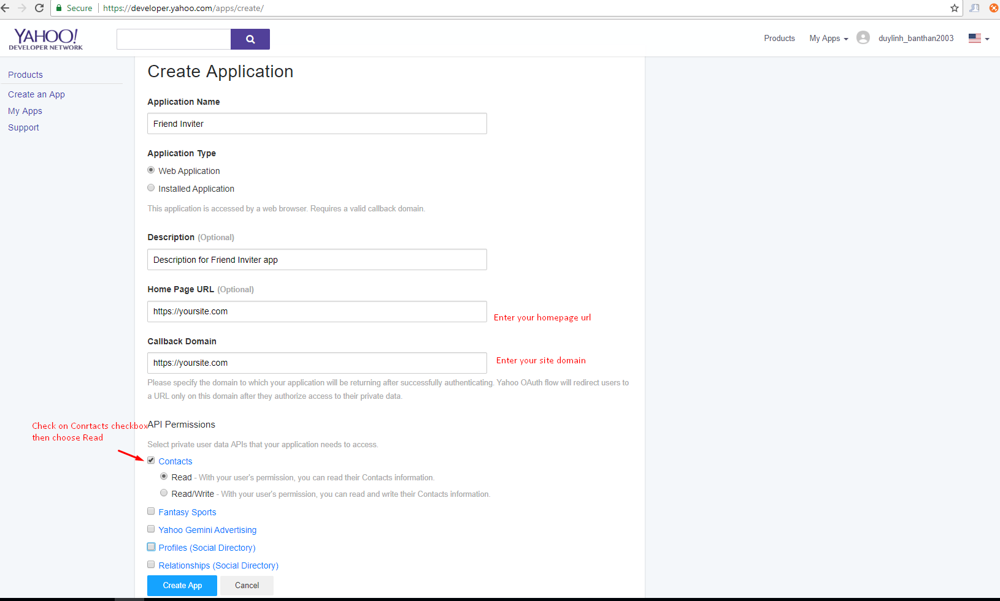 Secure https://developer.yahoo.com/apps/create/
YAHOO!
DEVELOPER NETWORK
Products My Apps duylinh_banthan2003
Products
Create an App
My Apps
Support
Create Application
Application Name
Friend Inviter
Application Type
Web Application
Installed Application
This application is accessed by a web browser. Requires a valid callback domain.
Description (Optional)
Description for Friend Inviter app
Home Page URL (Optional)
https://yoursite.com
Enter your homepage url
Callback Domain
https://yoursite.com
Enter your site domain
Please specify the domain to which your application will be returning after successfully authenticating. Yahoo OAuth flow will redirect users to
a URL only on this domain after they authorize access to their private data.
Check on Conrtacts checkbox
then choose Read
API Permissions
Select private user data APIs that your application needs to access.
Contacts
Read - With your user's permission, you can read their Contacts information.
Read/Write - With your user's permission, you can read and write their Contacts information.
Fantasy Sports
Yahoo Gemini Advertising
Profiles (Social Directory)
Relationships (Social Directory)
Create App Cancel